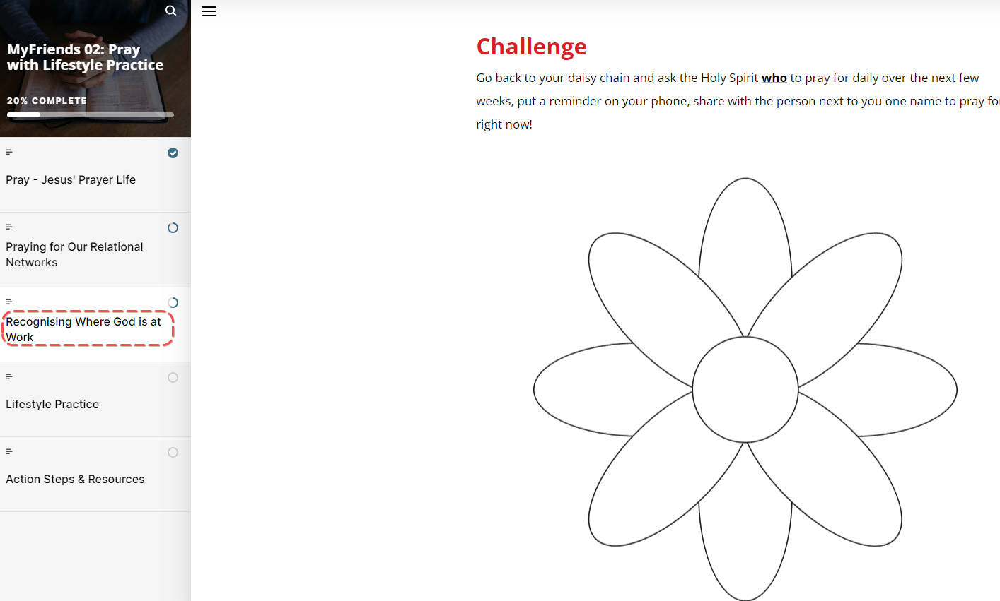 MyFriends 02: Pray
with Lifestyle Practice
20% COMPLETE
Pray - Jesus' Prayer Life
Praying for Our Relational
Networks
Recognising Where God is at
Work
Lifestyle Practice
Action Steps & Resources
Challenge
Go back to your daisy chain and ask the Holy Spirit who to pray for daily over the next few
weeks, put a reminder on your phone, share with the person next to you one name to pray for
right now!